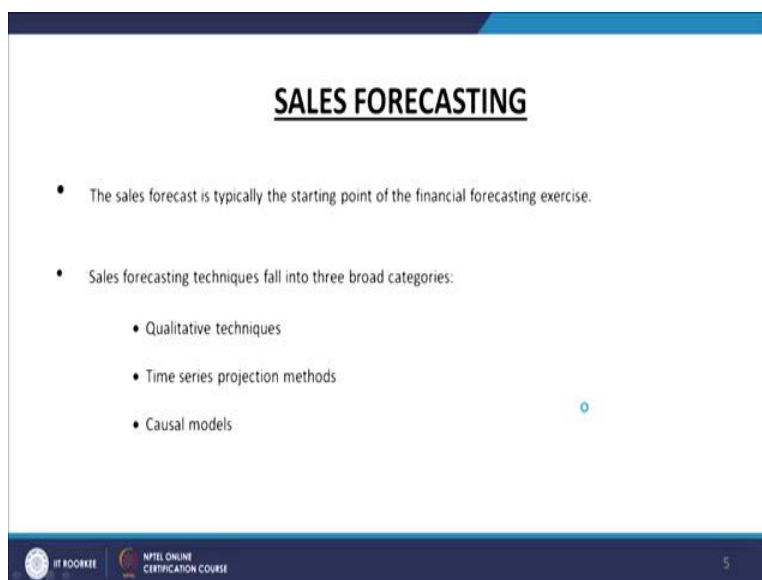 SALES FORECASTING
• The sales forecast is typically the starting point of the financial forecasting exercise.
• Sales forecasting techniques fall into three broad categories:
• Qualitative techniques
• Time series projection methods
• Causal models
IIT ROORKEE
NPTEL ONLINE
CERTIFICATION COURSE
5